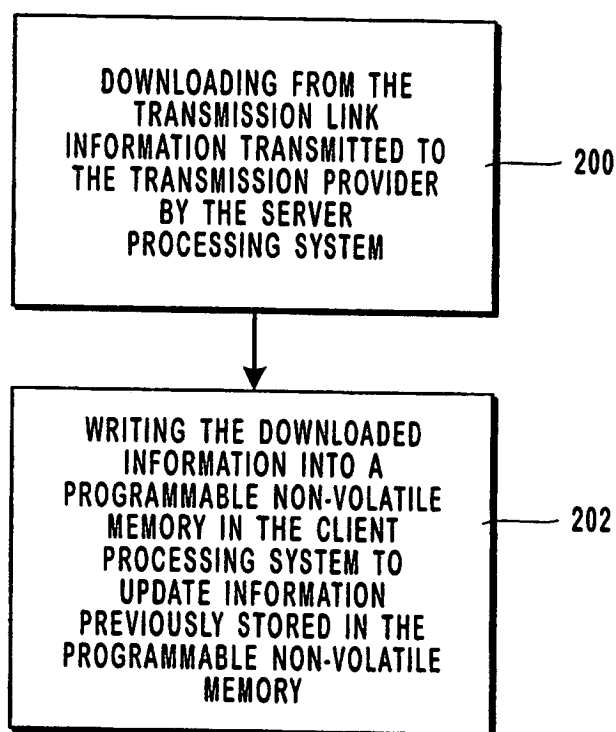 DOWNLOADING FROM THE
TRANSMISSION LINK
INFORMATION TRANSMITTED TO
THE TRANSMISSION PROVIDER
BY THE SERVER
PROCESSING SYSTEM
200
WRITING THE DOWNLOADED
INFORMATION INTO A
PROGRAMMABLE NON-VOLATILE
MEMORY IN THE CLIENT
PROCESSING SYSTEM TO
UPDATE INFORMATION
PREVIOUSLY STORED IN THE
PROGRAMMABLE NON-VOLATILE
MEMORY
202